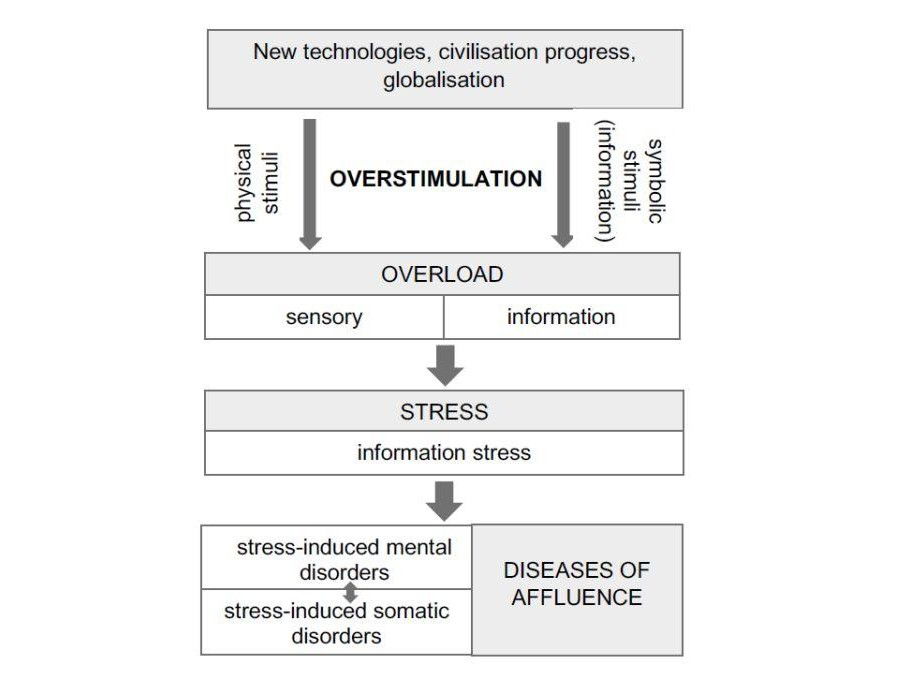 New technologies, civilisation progress,
globalisation
physical
stimuli
OVERSTIMULATION
symbolic
stimuli
(information)
OVERLOAD
sensory
information
STRESS
information stress
stress-induced mental
disorders
stress-induced somatic
disorders
DISEASES OF
AFFLUENCE